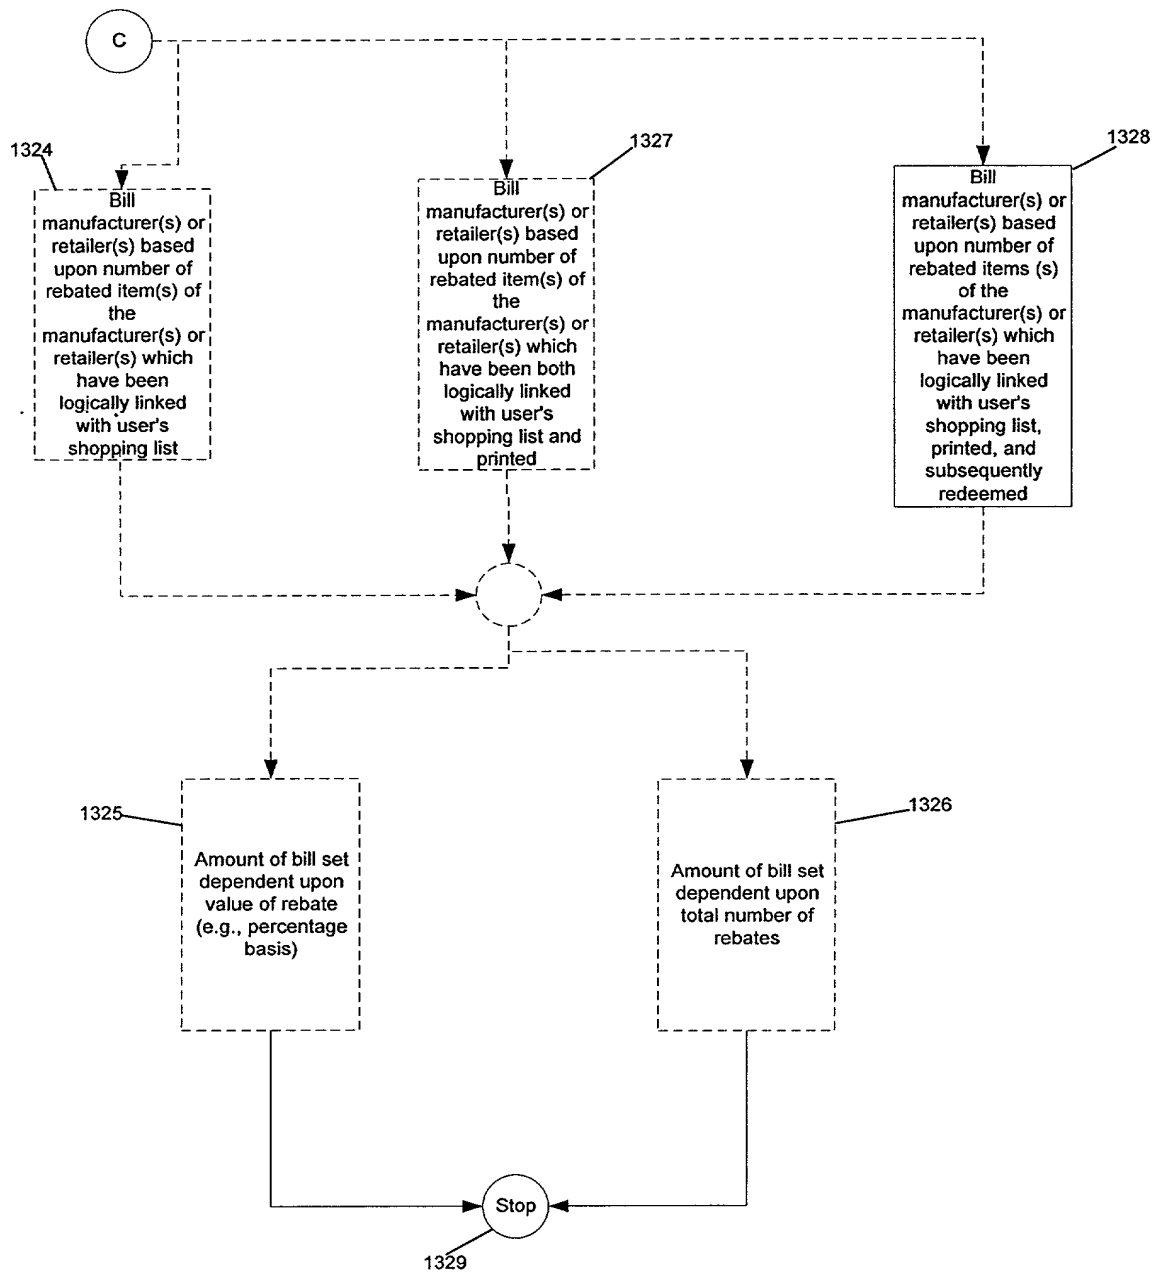 C
1324
Bill
manufacturer(s) or
retailer(s) based
upon number of
rebated item(s) of
the
manufacturer(s) or
retailer(s) which
have been
logically linked
with user's
shopping list
1327
Bill
manufacturer(s) or
retailer(s) based
upon number of
rebated item(s) of
the
manufacturer(s) or
retailer(s) which
have been both
logically linked
with user's
shopping list and
printed
1328
Bill
manufacturer(s) or
retailer(s) based
upon number of
rebated items (s)
of the
manufacturer(s) or
retailer(s) which
have been
logically linked
with user's
shopping list,
printed, and
subsequently
redeemed
1325
Amount of bill set
dependent upon
value of rebate
(e.g., percentage
basis)
1326
Amount of bill set
dependent upon
total number of
rebates
Stop
1329